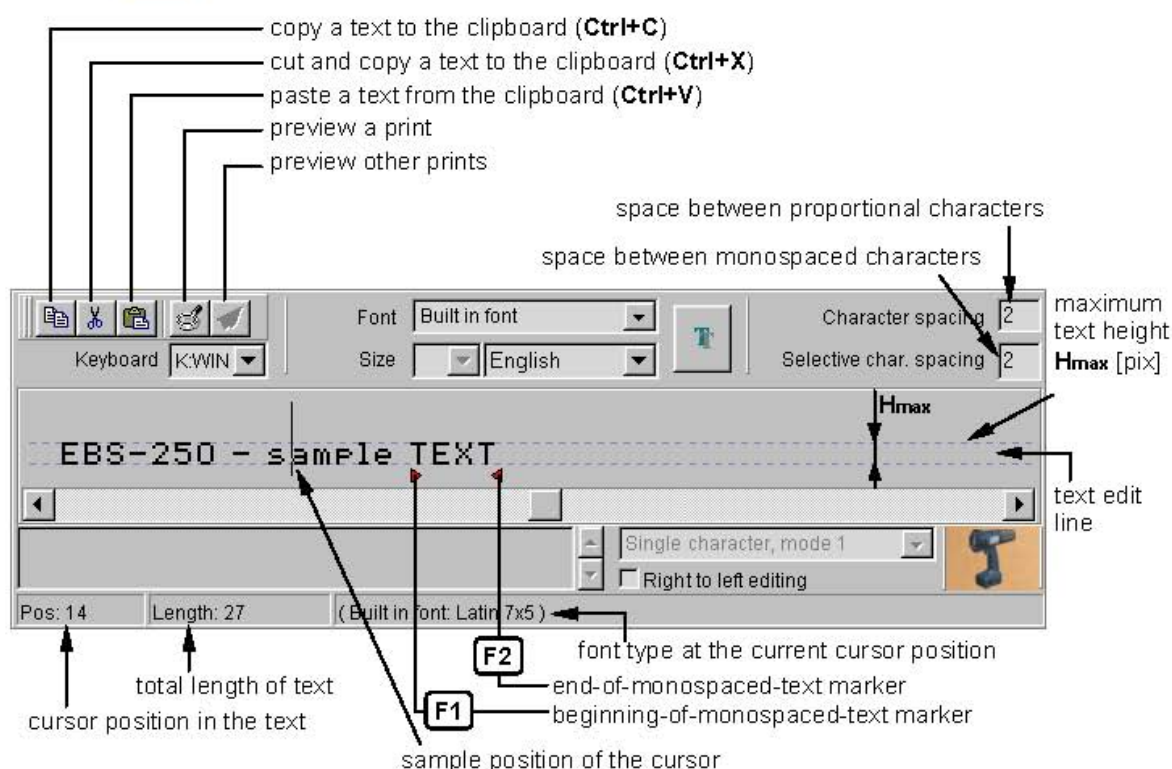 copy a text to the clipboard (Ctrl+C)
cut and copy a text to the clipboard (Ctrl+X)
paste a text from the clipboard (Ctrl+V)
preview a print
preview other prints
space between proportional characters
space between monospaced characters
maximum
text height
Hmax [pix]
Font Built in font Character spacing 2
Keyboard K:WIN Size English Selective char. spacing 2
Hmax
EBS-250 - sample TEXT
text edit
line
Single character, mode 1
Right to left editing
Pos: 14 Length: 27 ( Built in font: Latin 7x5 )
F2 font type at the current cursor position
total length of text end-of-monospaced-text marker
cursor position in the text F1 beginning-of-monospaced-text marker
sample position of the cursor